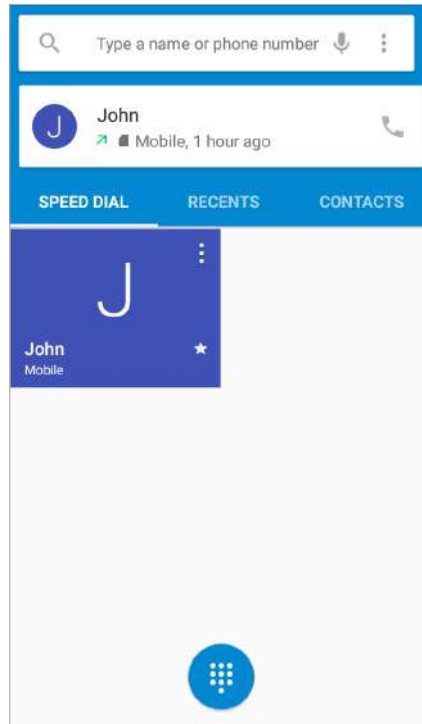 Type a name or phone number
J
John
Mobile, 1 hour ago
SPEED DIAL RECENTS CONTACTS
J
John
Mobile